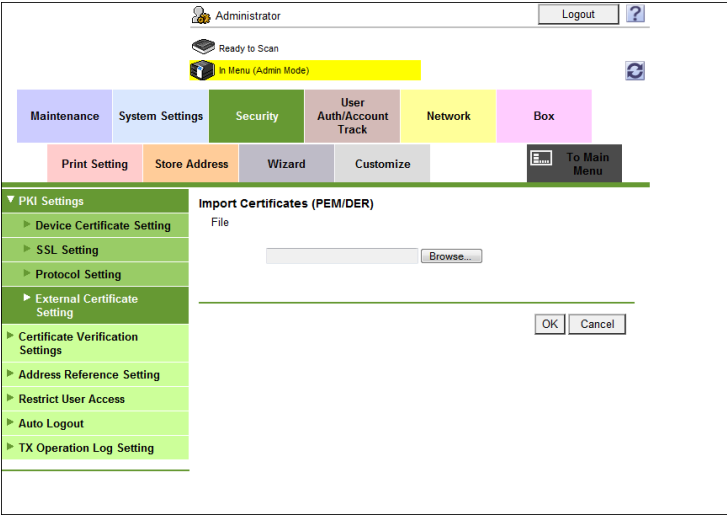 Administrator
Logout
?
Ready to Scan
In Menu (Admin Mode)
Maintenance
System Settings
Security
User
Auth/Account
Track
Network
Box
Print Setting
Store Address
Wizard
Customize
To Main
Menu
PKI Settings
Device Certificate Setting
SSL Setting
Protocol Setting
External Certificate
Setting
Certificate Verification
Settings
Address Reference Setting
Restrict User Access
Auto Logout
TX Operation Log Setting
Import Certificates (PEM/DER)
File
Browse...
OK
Cancel